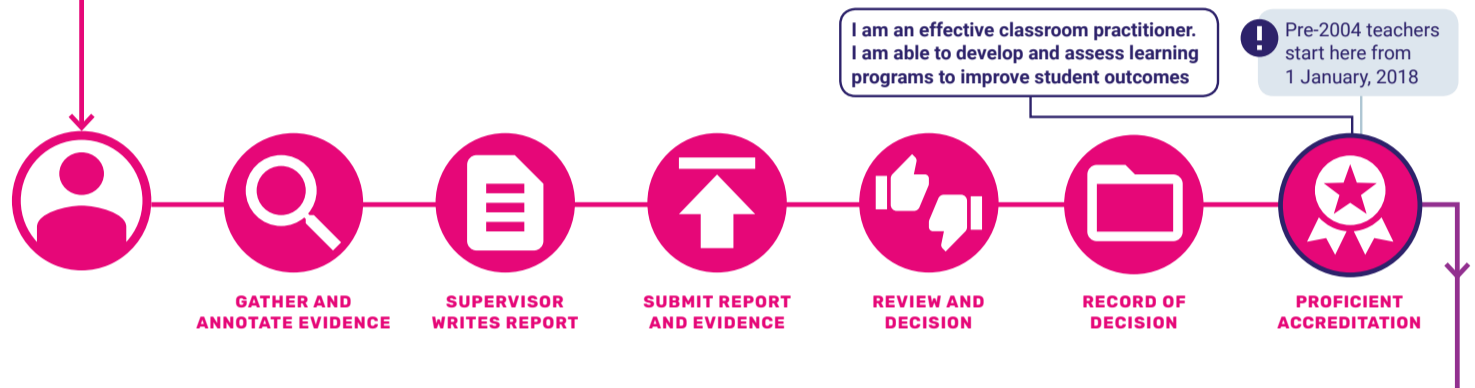 I am an effective classroom practitioner.
I am able to develop and assess learning
programs to improve student outcomes
!
Pre-2004 teachers
start here from
1 January, 2018
GATHER AND
ANNOTATE EVIDENCE
SUPERVISOR
WRITES REPORT
SUBMIT REPORT
AND EVIDENCE
REVIEW AND
DECISION
RECORD OF
DECISION
PROFICIENT
ACCREDITATION